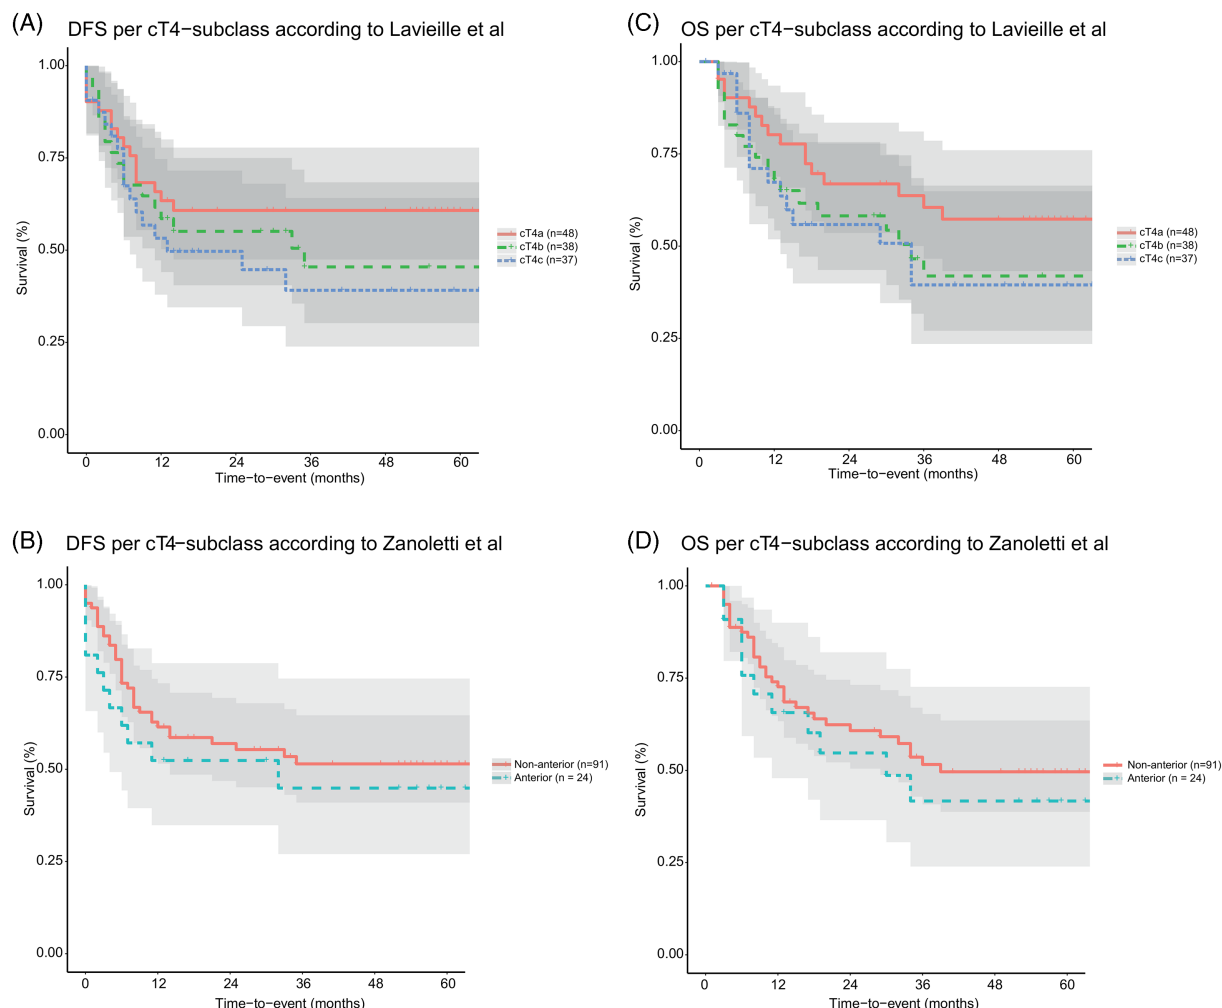 (A) DFS per cT4−subclass according to Lavieille et al
1.00
0.75
0.50
0.25
0.00
Survival (%)
0 12 24 36 48 60
Time−to−event (months)
cT4a (n=48)
cT4b (n=38)
cT4c (n=37)
(C) OS per cT4−subclass according to Lavieille et al
1.00
0.75
0.50
0.25
0.00
Survival (%)
0 12 24 36 48 60
Time−to−event (months)
cT4a (n=48)
cT4b (n=38)
cT4c (n=37)
(B) DFS per cT4−subclass according to Zanoletti et al
1.00
0.75
0.50
0.25
0.00
Survival (%)
0 12 24 36 48 60
Time−to−event (months)
Non−anterior (n=91)
Anterior (n = 24)
(D) OS per cT4−subclass according to Zanoletti et al
1.00
0.75
0.50
0.25
0.00
Survival (%)
0 12 24 36 48 60
Time−to−event (months)
Non−anterior (n=91)
Anterior (n = 24)